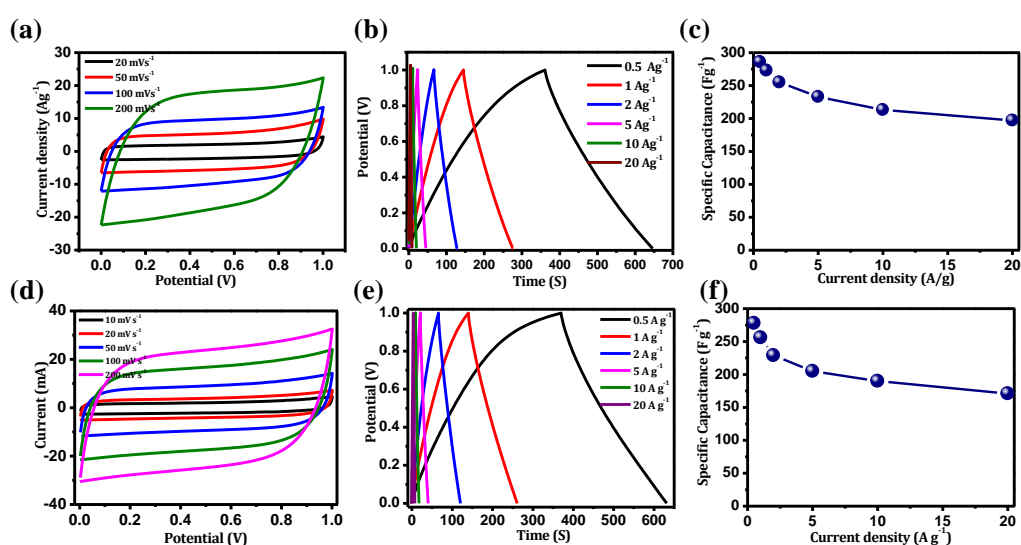 (a)
30
20
10
0
-10
-20
-30
Current density (Ag⁻¹)
20 mVs⁻¹
50 mVs⁻¹
100 mVs⁻¹
200 mVs⁻¹
0.0 0.2 0.4 0.6 0.8 1.0
Potential (V)
(b)
1.0
0.8
0.6
0.4
0.2
0.0
Potential (V)
0.5 Ag⁻¹
1 Ag⁻¹
2 Ag⁻¹
5 Ag⁻¹
10 Ag⁻¹
20 Ag⁻¹
0 100 200 300 400 500 600 700
Time (S)
(c)
300
250
200
150
100
50
0
Specific Capacitance (Fg⁻¹)
0 5 10 15 20
Current density (A/g)
(d)
40
20
0
-20
-40
Current (mA)
10 mV s⁻¹
20 mV s⁻¹
50 mV s⁻¹
100 mV s⁻¹
200 mV s⁻¹
0.0 0.2 0.4 0.6 0.8 1.0
Potential (V)
(e)
1.0
0.8
0.6
0.4
0.2
0.0
Potential (V)
0.5 A g⁻¹
1 A g⁻¹
2 A g⁻¹
5 A g⁻¹
10 A g⁻¹
20 A g⁻¹
0 100 200 300 400 500 600
Time (S)
(f)
300
250
200
150
100
50
0
Specific Capacitance (F g⁻¹)
0 5 10 15 20
Current density (A g⁻¹)